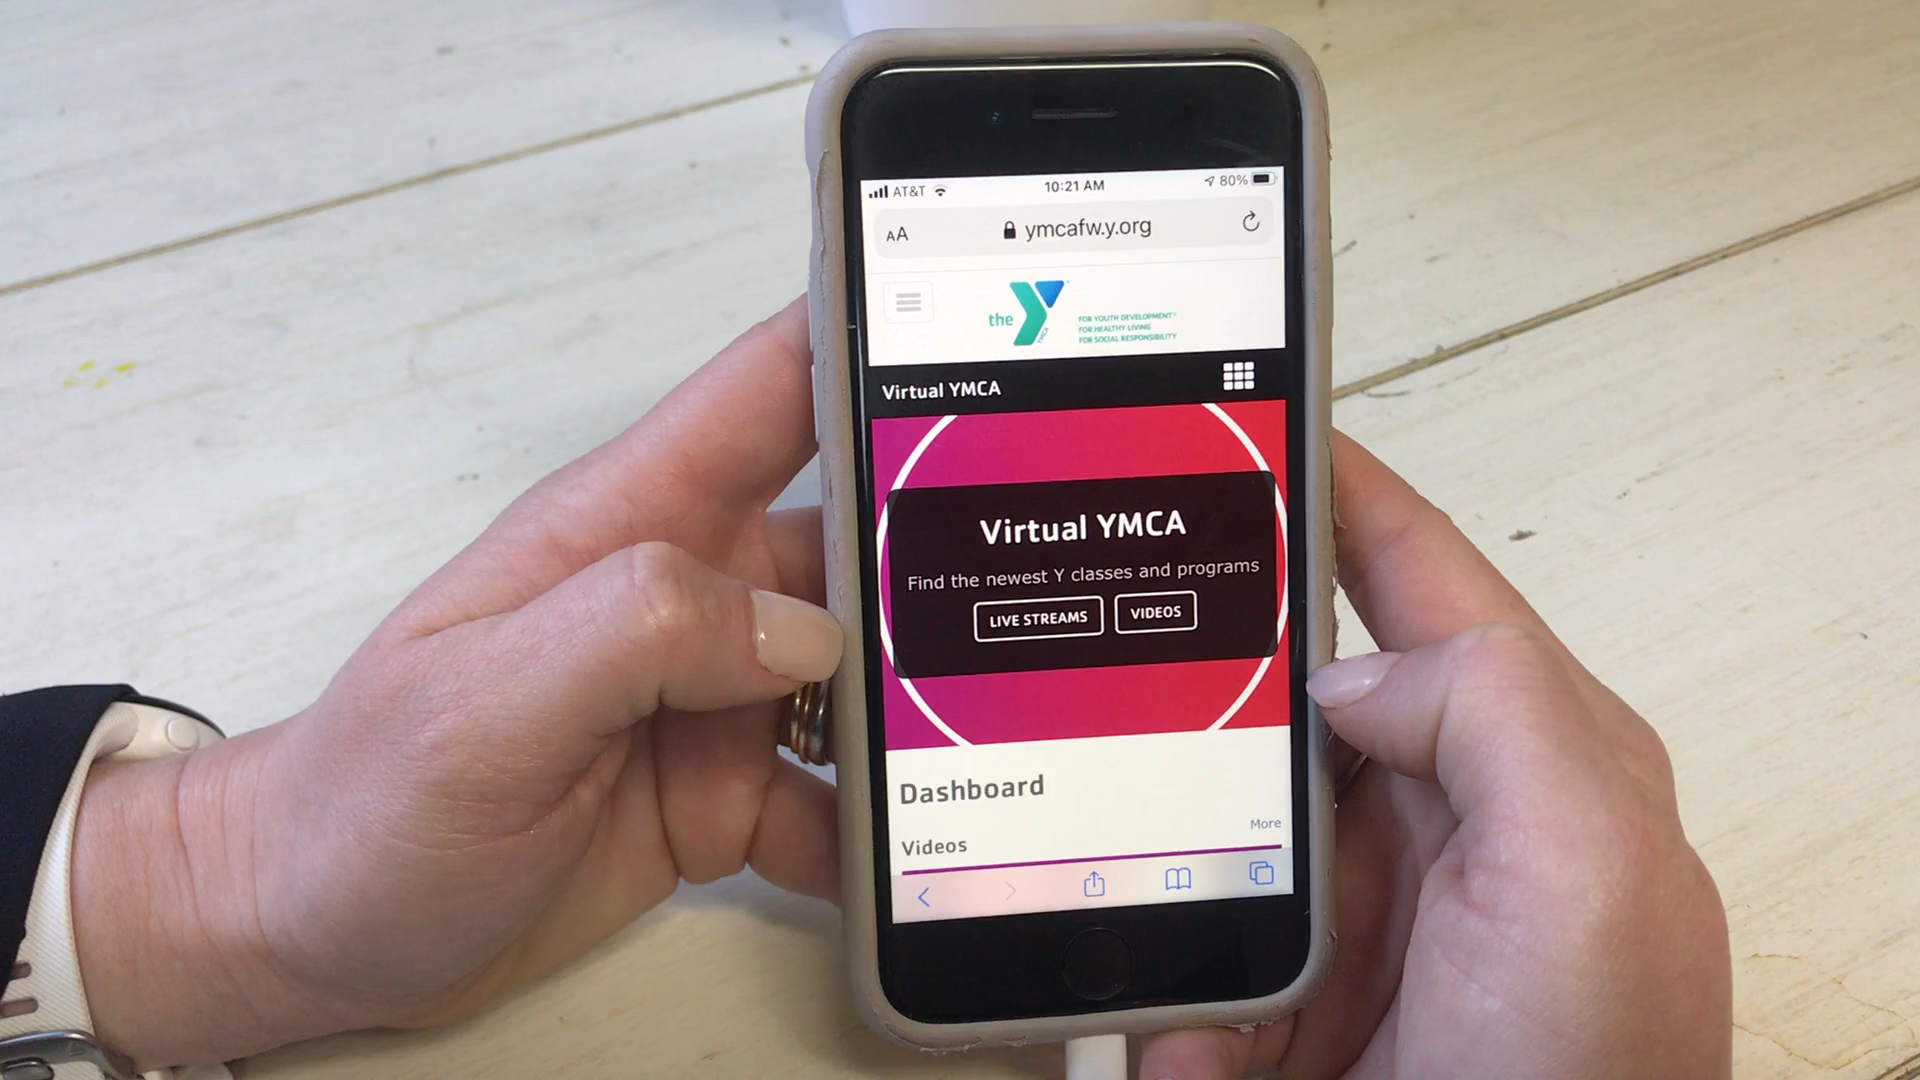 AT&T
10:21 AM
80%
AA
ymcafw.y.org
the
YMCA
FOR YOUTH DEVELOPMENT
FOR HEALTHY LIVING
FOR SOCIAL RESPONSIBILITY
Virtual YMCA
Virtual YMCA
Find the newest Y classes and programs
LIVE STREAMS
VIDEOS
Dashboard
More
Videos